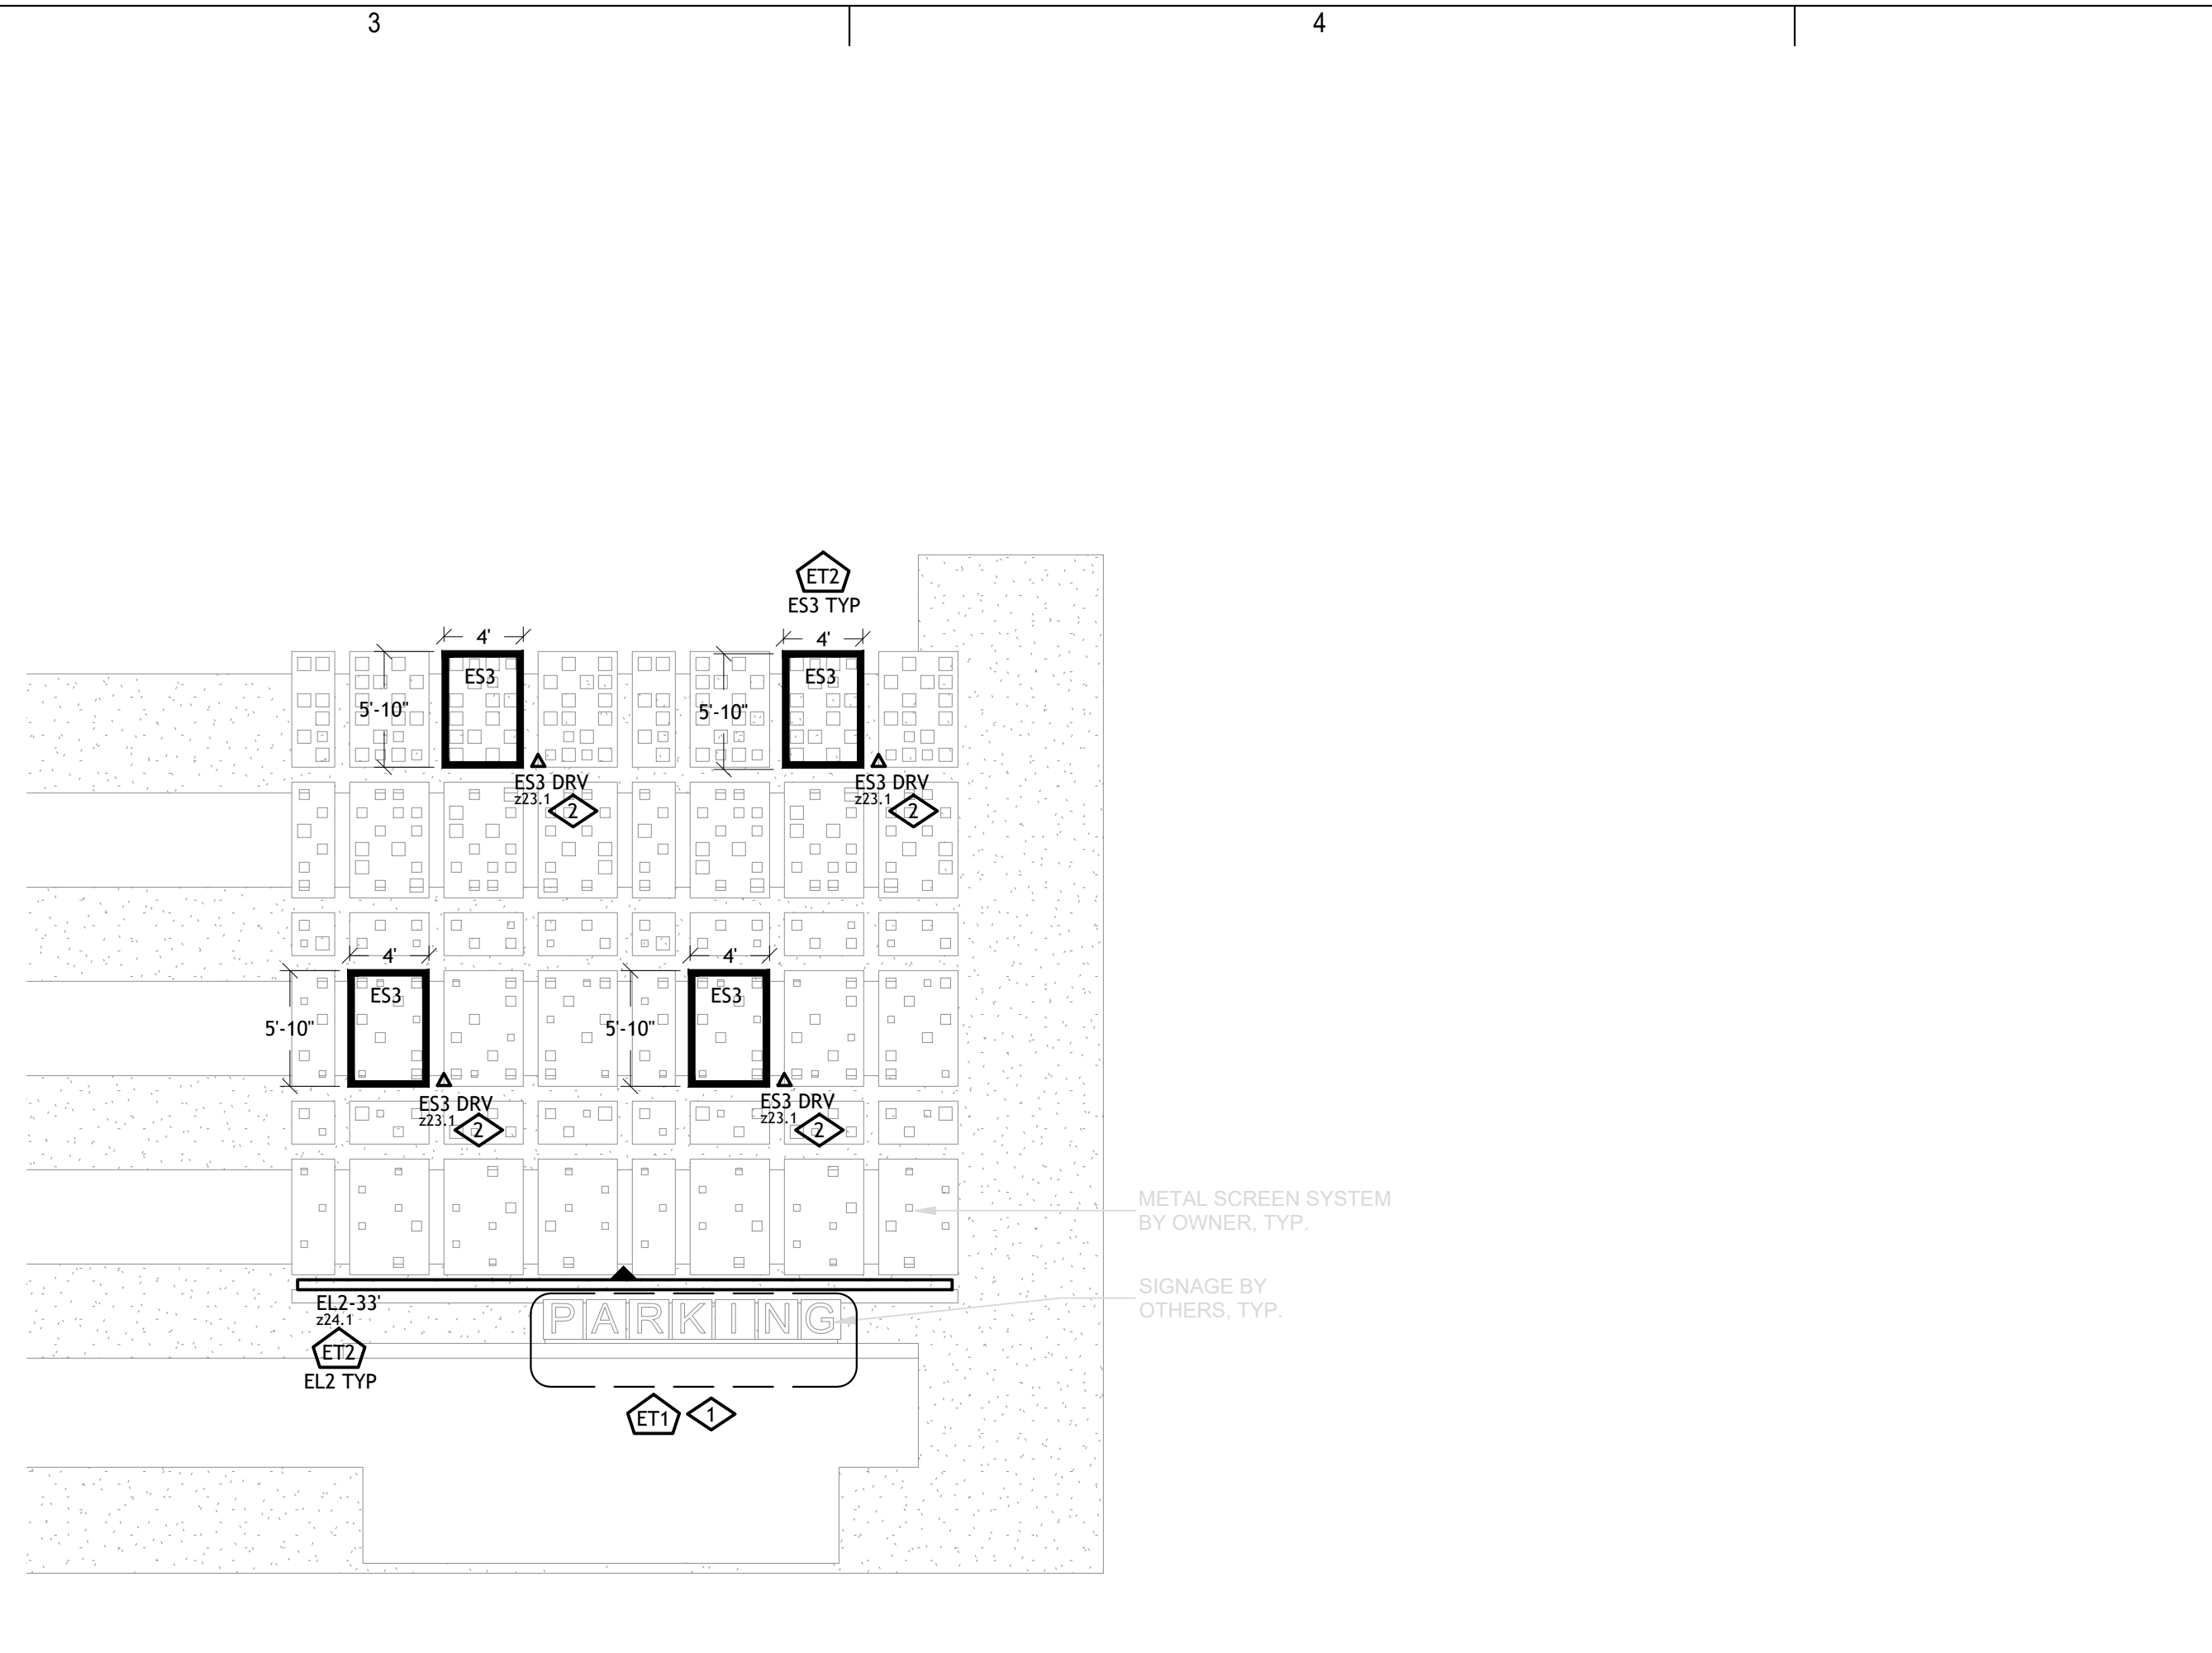 3
4
ET2
ES3 TYP
4'
4'
ES3
ES3
5'-10"
5'-10"
ES3 DRV
z23.1
2
ES3 DRV
z23.1
2
4'
4'
ES3
ES3
5'-10"
5'-10"
ES3 DRV
z23.1
2
ES3 DRV
z23.1
2
METAL SCREEN SYSTEM
BY OWNER, TYP.
SIGNAGE BY
OTHERS, TYP.
EL2-33'
z24.1
ET2
EL2 TYP
PARKING
ET1
1